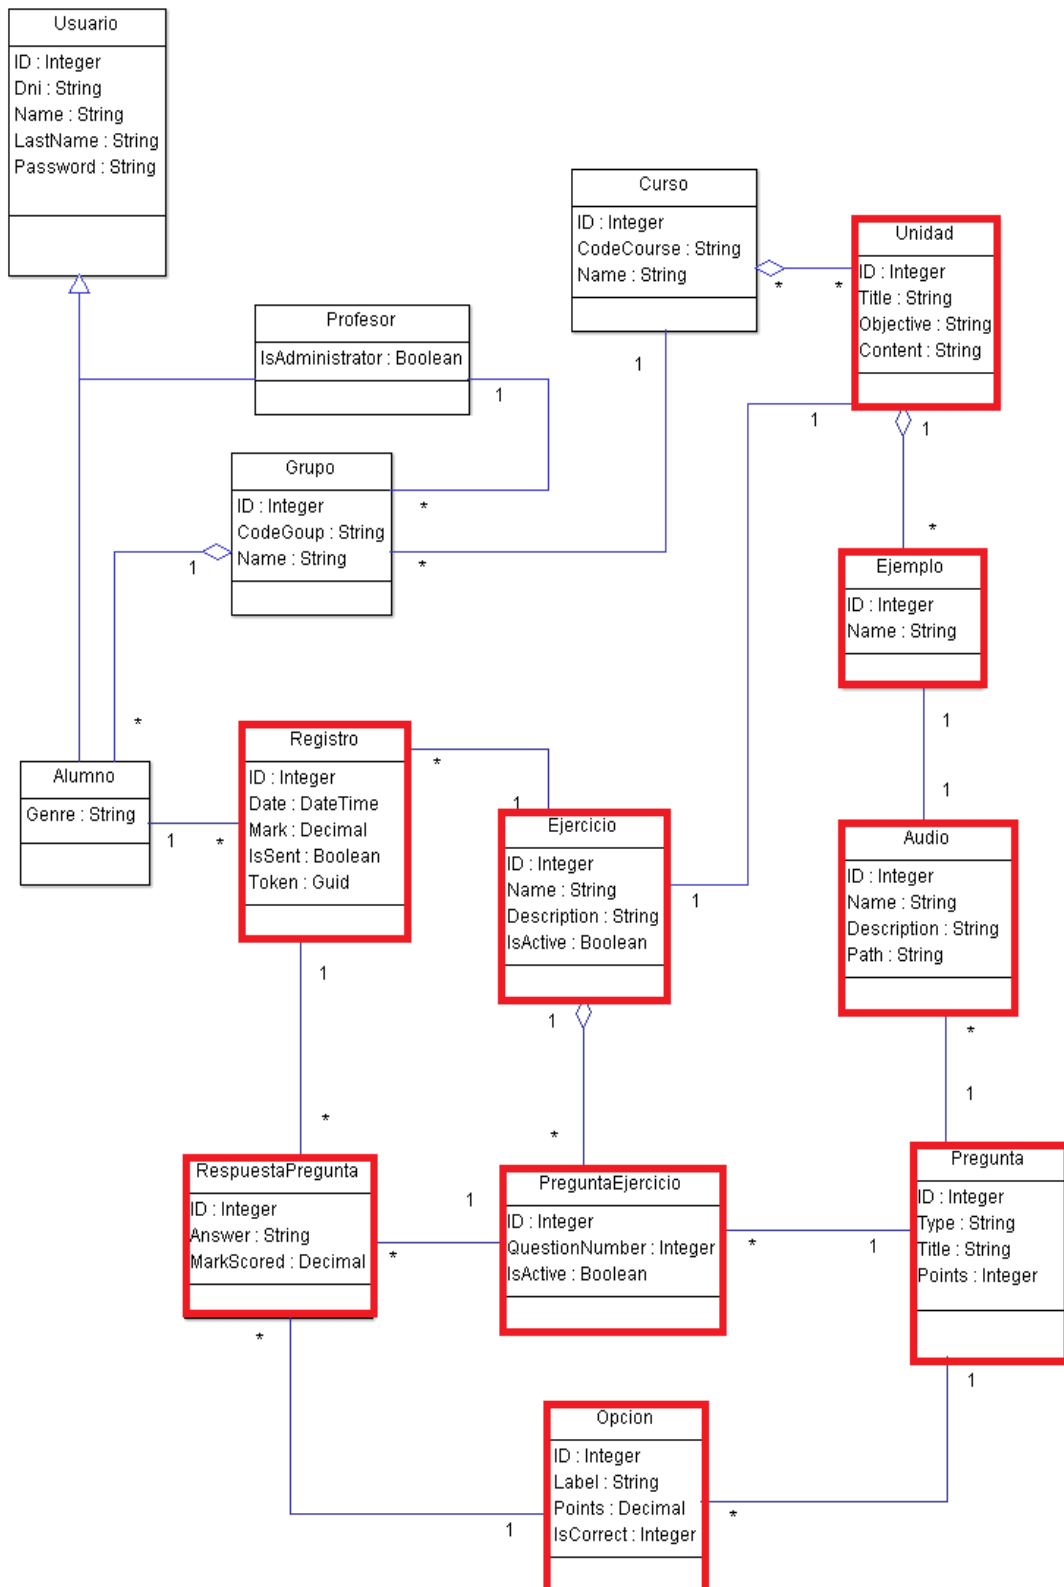 Usuario
ID : Integer
Dni : String
Name : String
LastName : String
Password : String
Curso
ID : Integer
CodeCourse : String
Name : String
*
*
1
Unidad
ID : Integer
Title : String
Objective : String
Content : String
1
1
*
Profesor
IsAdministrator : Boolean
1
Grupo
ID : Integer
CodeGoup : String
Name : String
*
*
1
*
Ejemplo
ID : Integer
Name : String
1
1
Alumno
Genre : String
1
*
Registro
ID : Integer
Date : DateTime
Mark : Decimal
IsSent : Boolean
Token : Guid
*
1
1
*
Ejercicio
ID : Integer
Name : String
Description : String
IsActive : Boolean
1
1
*
Audio
ID : Integer
Name : String
Description : String
Path : String
*
1
RespuestaPregunta
ID : Integer
Answer : String
MarkScored : Decimal
1
*
*
PreguntaEjercicio
ID : Integer
QuestionNumber : Integer
IsActive : Boolean
*
1
Pregunta
ID : Integer
Type : String
Title : String
Points : Integer
1
Opcion
ID : Integer
Label : String
Points : Decimal
IsCorrect : Integer
1
*